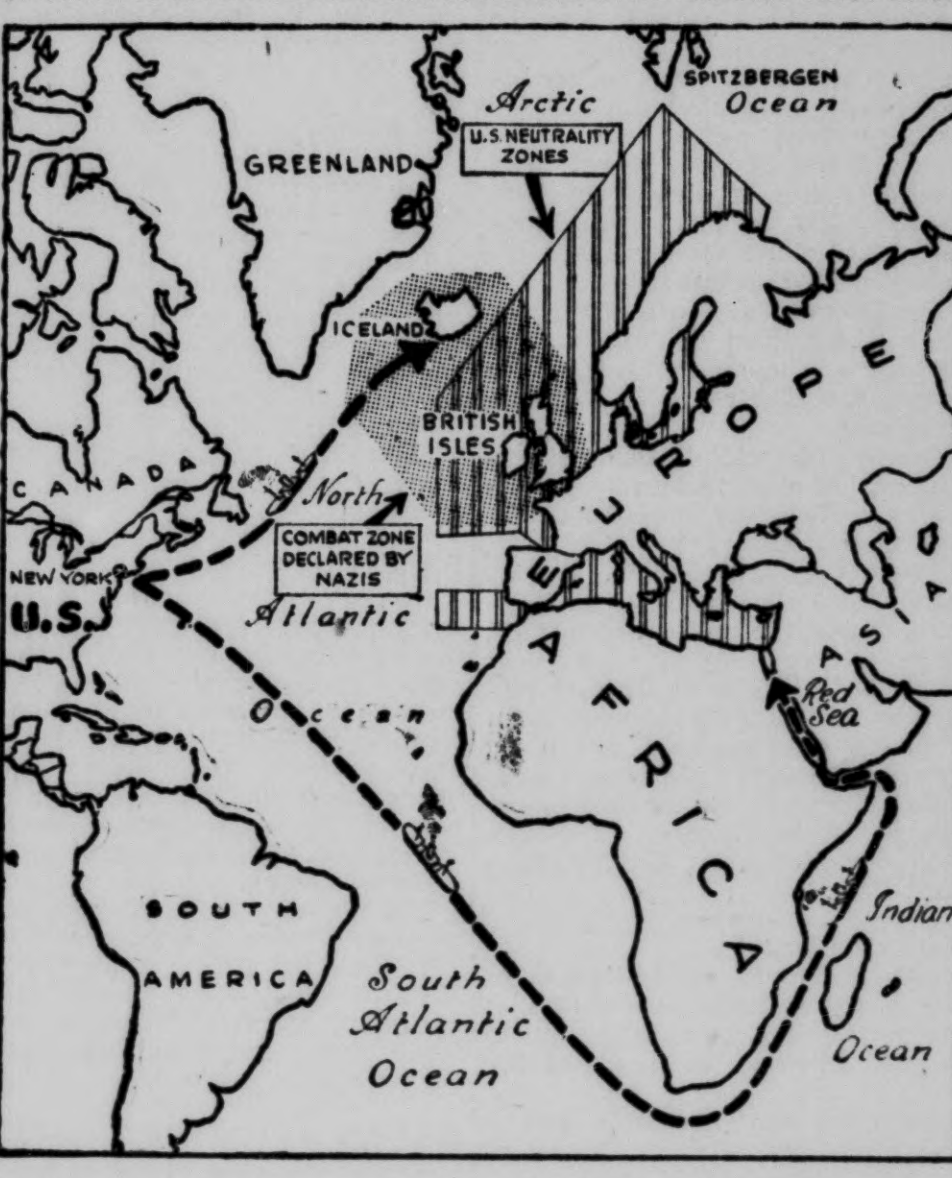 SPITZBERGEN
Arctic
Ocean
U.S. NEUTRALITY
ZONES
GREENLAND
ICELAND
BRITISH
ISLES
EUROPE
CANADA
North
COMBAT ZONE
DECLARED BY
NAZIS
NEW YORK
U.S.
Atlantic
Ocean
ASIA
Red
Sea
AFRICA
SOUTH
AMERICA
South
Atlantic
Ocean
Indian
Ocean